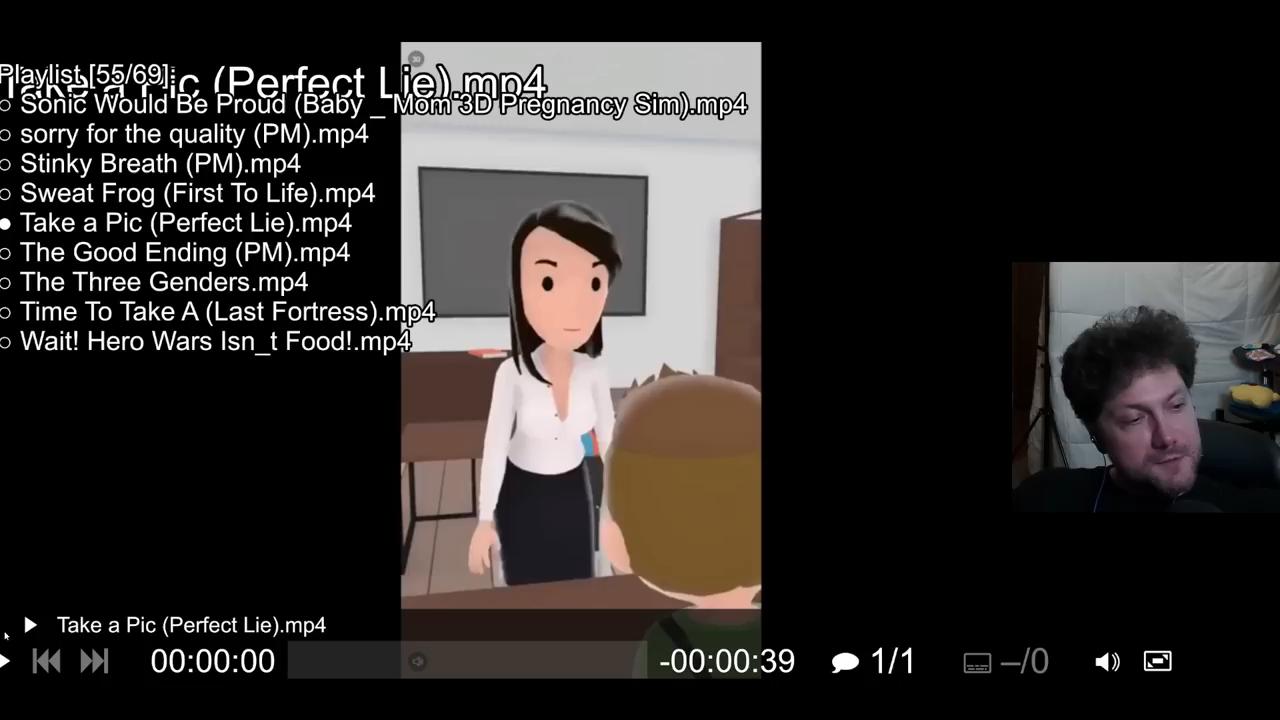 Playlist [55/69]:
Take a Pic (Perfect Lie).mp4
○ Sonic Would Be Proud (Baby _ Mom 3D Pregnancy Sim).mp4
○ sorry for the quality (PM).mp4
○ Stinky Breath (PM).mp4
○ Sweat Frog (First To Life).mp4
● Take a Pic (Perfect Lie).mp4
○ The Good Ending (PM).mp4
○ The Three Genders.mp4
○ Time To Take A (Last Fortress).mp4
○ Wait! Hero Wars Isn_t Food!.mp4
Take a Pic (Perfect Lie).mp4
00:00:00 -00:00:39 1/1 –/0